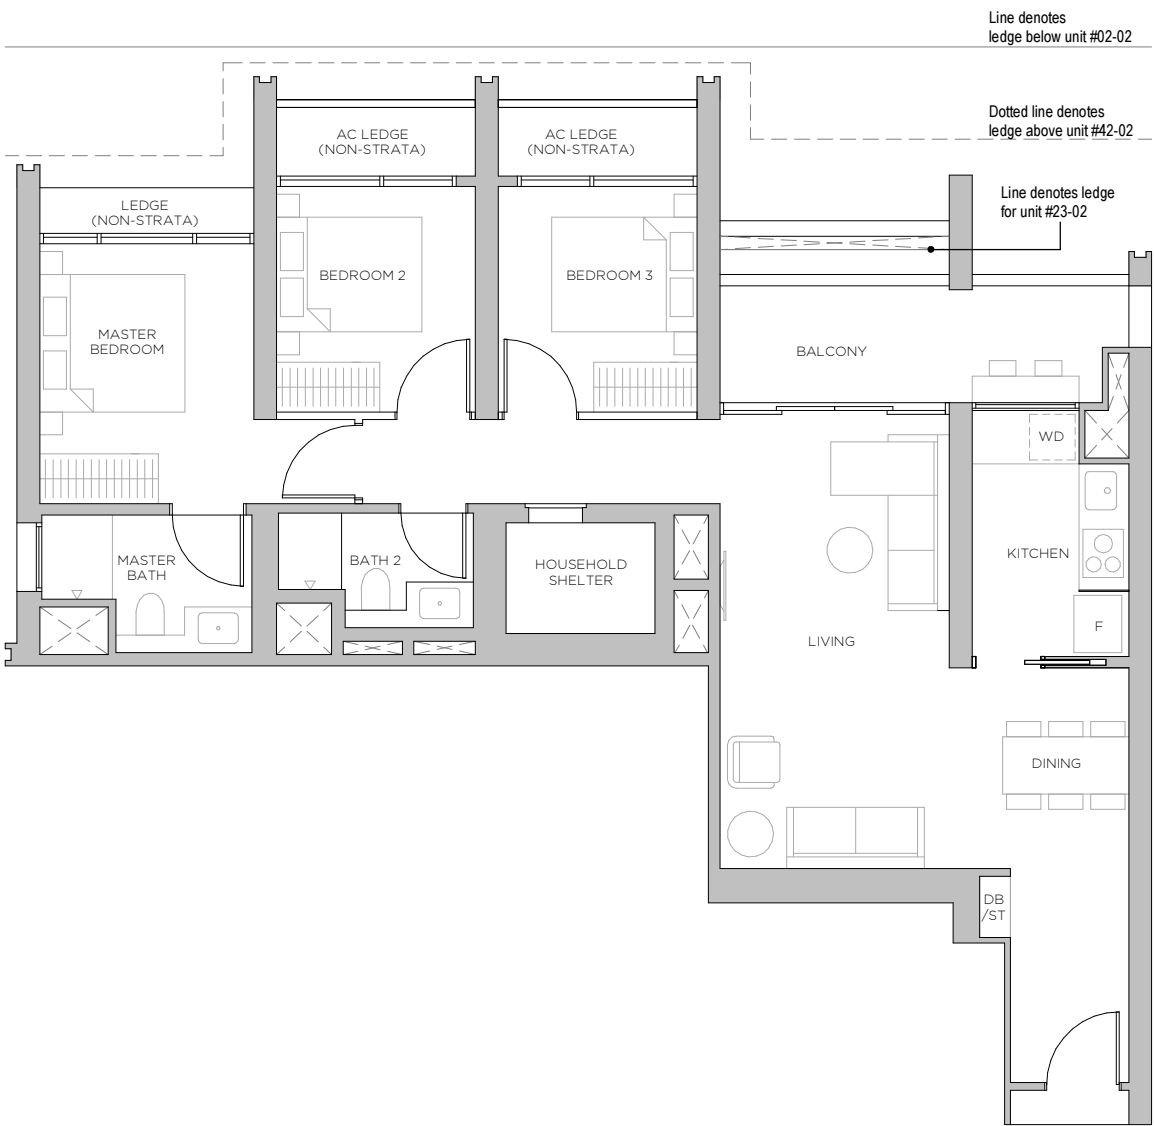 Line denotes
ledge below unit #02-02
Dotted line denotes
ledge above unit #42-02
AC LEDGE
(NON-STRATA)
AC LEDGE
(NON-STRATA)
Line denotes ledge
for unit #23-02
LEDGE
(NON-STRATA)
BEDROOM 2
BEDROOM 3
MASTER
BEDROOM
BALCONY
WD
MASTER
BATH
BATH 2
HOUSEHOLD
SHELTER
KITCHEN
F
LIVING
DINING
DB
/ST